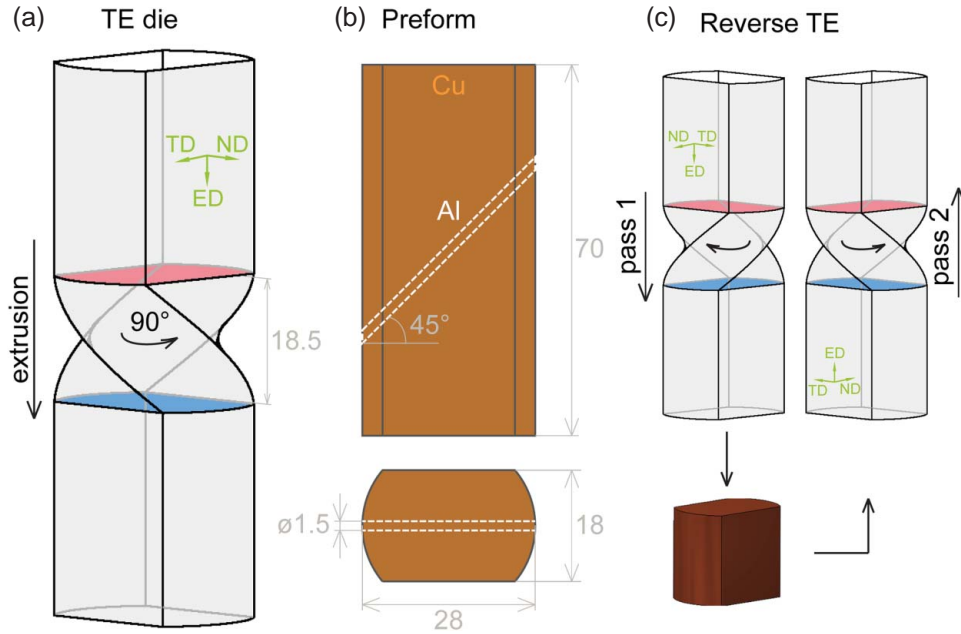 (a)
TE die
TD ND
ED
extrusion
90°
18.5
(b)
Preform
Cu
Al
45°
70
ø1.5
18
28
(c)
Reverse TE
ND TD
ED
pass 1
pass 2
ED
TD ND